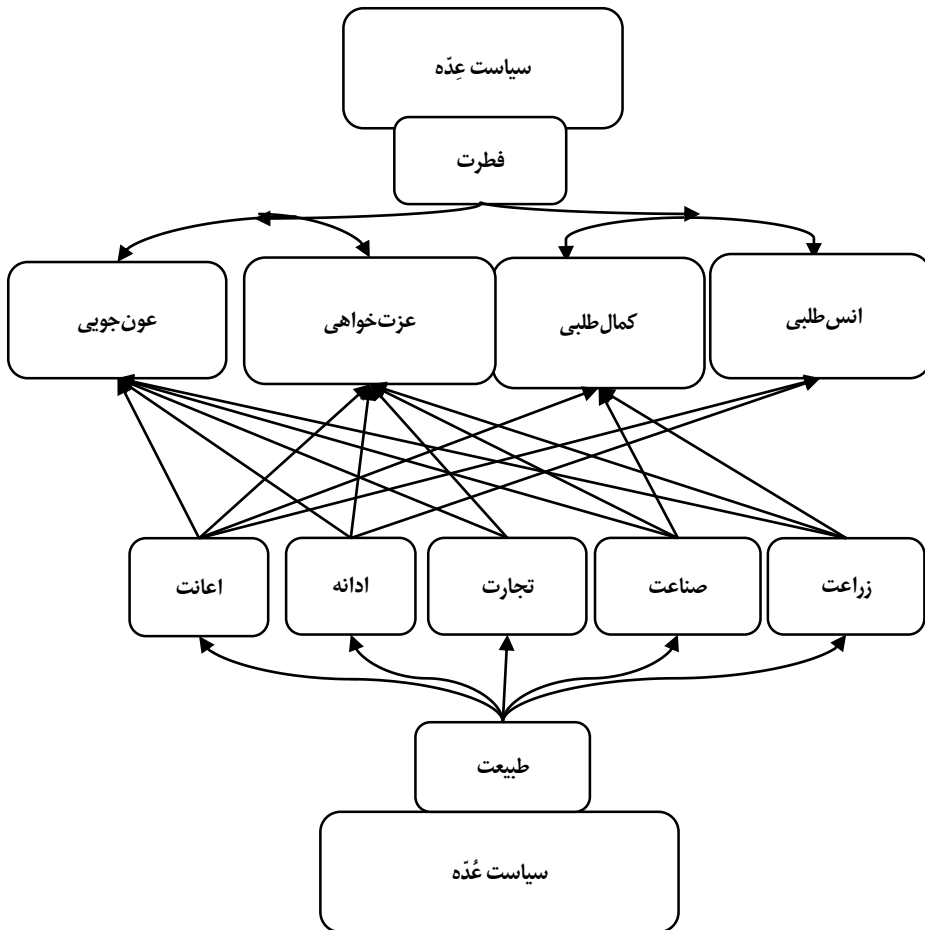 سیاست عِدّه
فطرت
انس‌طلبی
کمال‌طلبی
عزت‌خواهی
عون‌جویی
زراعت
صناعت
تجارت
ادانه
اعانت
طبیعت
سیاست عُدّه